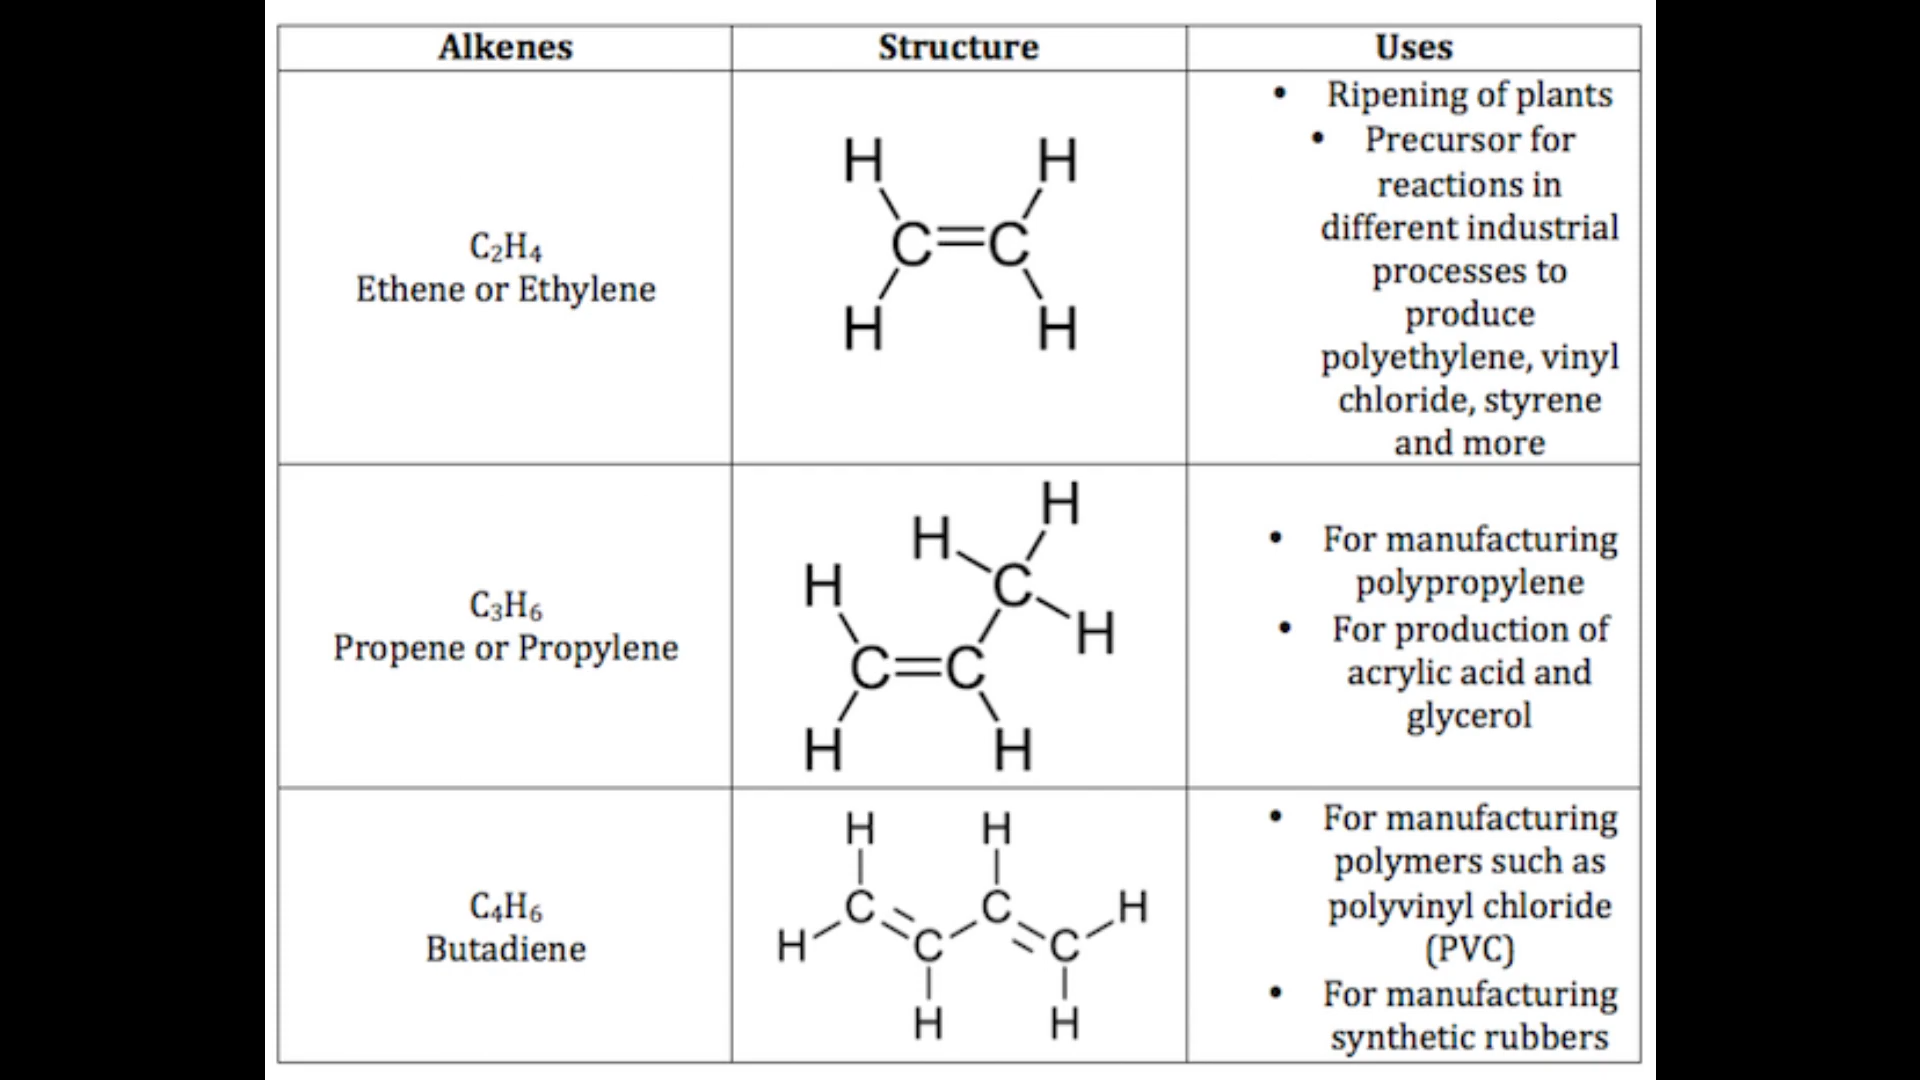 Alkenes Structure Uses
C₂H₄
Ethene or Ethylene
H H
C=C
H H
• Ripening of plants
• Precursor for
reactions in
different industrial
processes to
produce
polyethylene, vinyl
chloride, styrene
and more
C₃H₆
Propene or Propylene
H
H
H C
H
C=C
H H
• For manufacturing
polypropylene
• For production of
acrylic acid and
glycerol
C₄H₆
Butadiene
H H
C C H
H C C
H H
• For manufacturing
polymers such as
polyvinyl chloride
(PVC)
• For manufacturing
synthetic rubbers